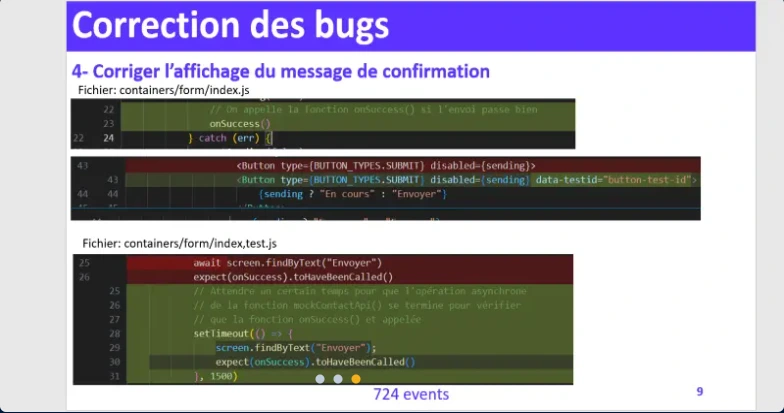 Correction des bugs
4- Corriger l'affichage du message de confirmation
Fichier: containers/form/index.js
22 // On appelle la fonction onSuccess() si l'envoi passe bien
23 onSuccess()
22 24 } catch (err) {
43 <Button type={BUTTON_TYPES.SUBMIT} disabled={sending}>
43 <Button type={BUTTON_TYPES.SUBMIT} disabled={sending} data-testid="button-test-id">
44 44 {sending ? "En cours" : "Envoyer"}
Fichier: containers/form/index,test.js
25 await screen.findByText("Envoyer")
26 expect(onSuccess).toHaveBeenCalled()
25 // Attendre un certain temps pour que l'opération asynchrone
26 // de la fonction mockContactApi() se termine pour vérifier
27 // que la fonction onSuccess() et appelée
28 setTimeout(() => {
29 screen.findByText("Envoyer");
30 expect(onSuccess).toHaveBeenCalled()
31 }, 1500)
724 events
9